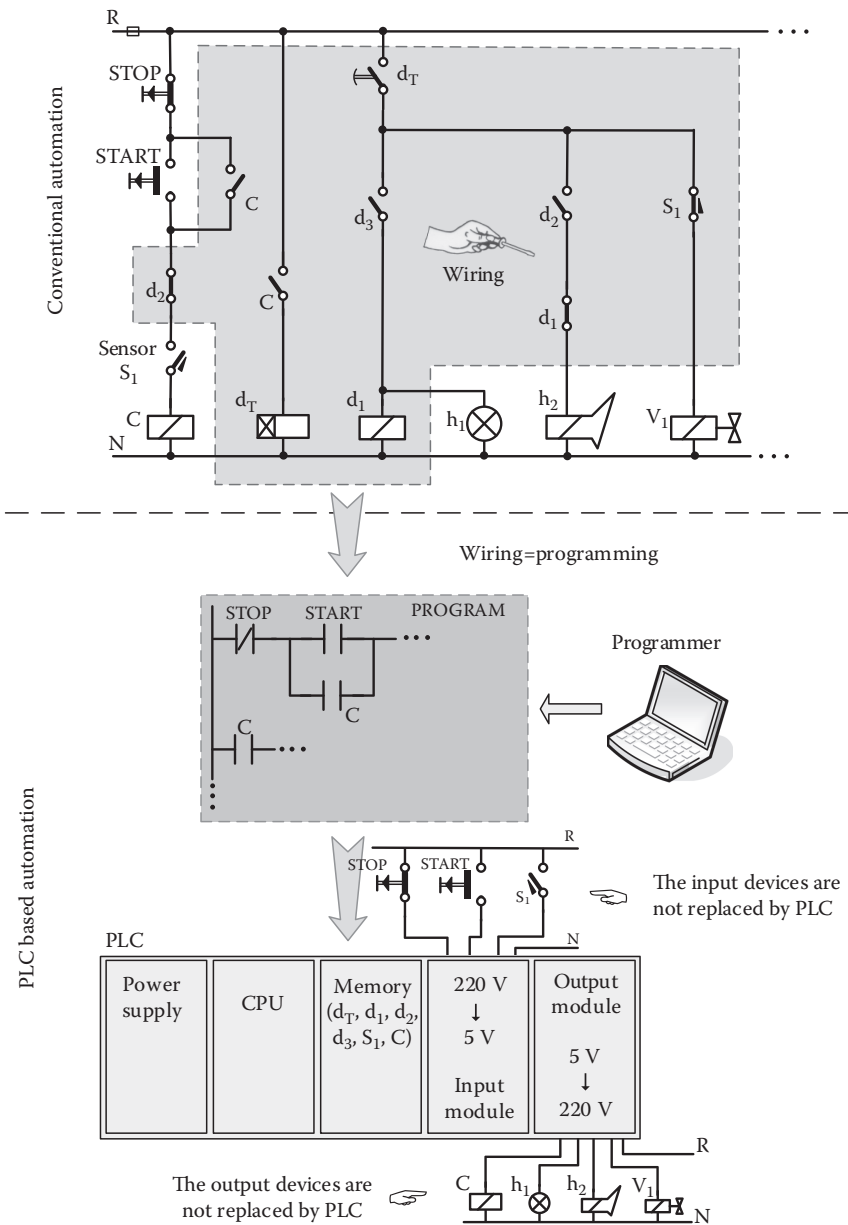 Conventional automation
R
STOP
START
C
d2
Sensor
S1
C
N
C
dT
dT
d3
d1
h1
Wiring
d2
d1
h2
S1
V1
Wiring=programming
PLC based automation
STOP START PROGRAM
C
C
Programmer
R
STOP START S1
N
The input devices are
not replaced by PLC
PLC
Power
supply
CPU
Memory
(dT, d1, d2,
d3, S1, C)
220 V
↓
5 V
Input
module
Output
module
5 V
↓
220 V
R
The output devices are
not replaced by PLC
C h1 h2 V1
N